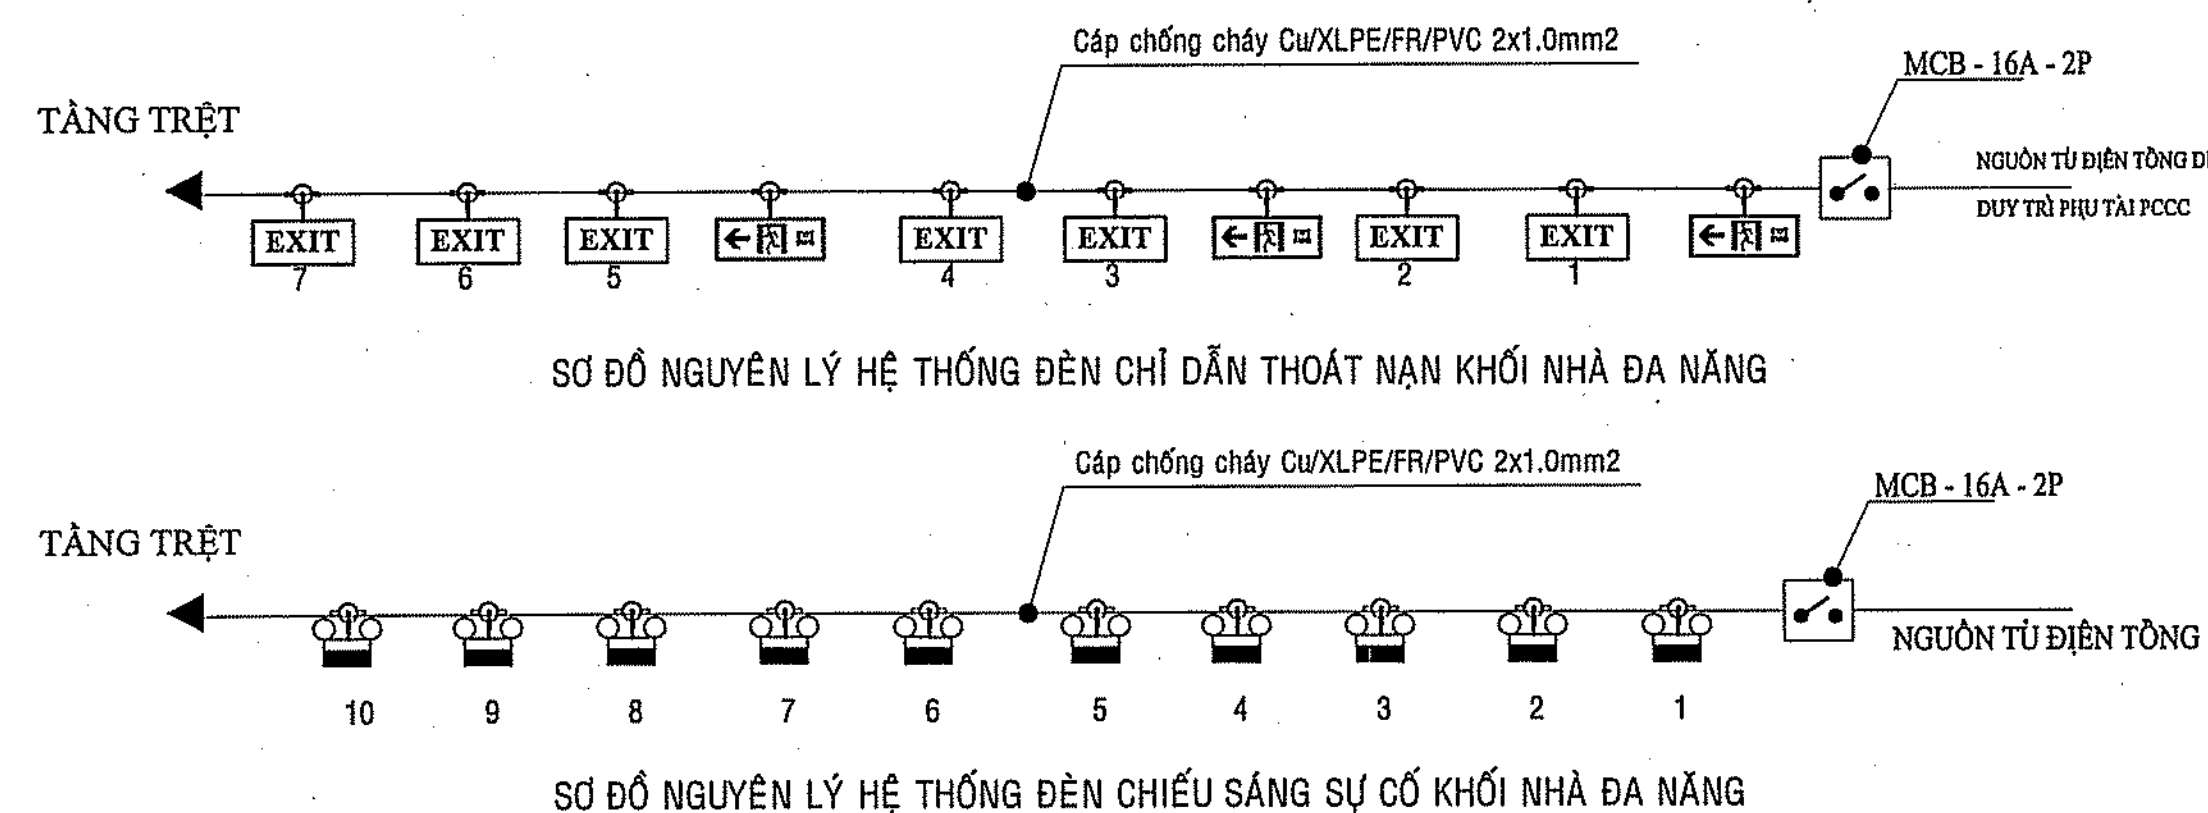 Cáp chống cháy Cu/XLPE/FR/PVC 2x1.0mm2
MCB - 16A - 2P
TẦNG TRỆT
NGUỒN TỦ ĐIỆN TỔNG
DUY TRÌ PHỤ TẢI PCCC
EXIT EXIT EXIT EXIT EXIT EXIT EXIT
7 6 5 4 3 2 1
SƠ ĐỒ NGUYÊN LÝ HỆ THỐNG ĐÈN CHỈ DẪN THOÁT NẠN KHỐI NHÀ ĐA NĂNG
Cáp chống cháy Cu/XLPE/FR/PVC 2x1.0mm2
MCB - 16A - 2P
TẦNG TRỆT
NGUỒN TỦ ĐIỆN TỔNG
10 9 8 7 6 5 4 3 2 1
SƠ ĐỒ NGUYÊN LÝ HỆ THỐNG ĐÈN CHIẾU SÁNG SỰ CỐ KHỐI NHÀ ĐA NĂNG